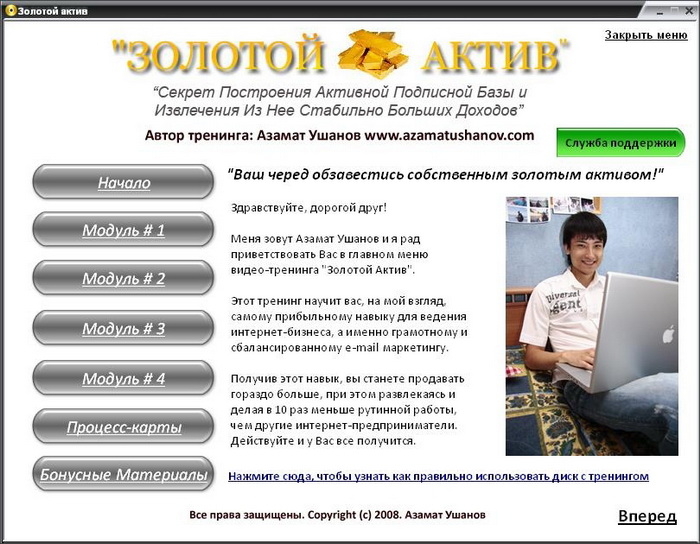 Золотой актив
Закрыть меню
"ЗОЛОТОЙ АКТИВ"
“Секрет Построения Активной Подписной Базы и
Извлечения Из Нее Стабильно Больших Доходов”
Автор тренинга: Азамат Ушанов www.azamatushanov.com
Служба поддержки
Начало
Модуль # 1
Модуль # 2
Модуль # 3
Модуль # 4
Процесс-карты
Бонусные Материалы
"Ваш черед обзавестись собственным золотым активом!"
Здравствуйте, дорогой друг!
Меня зовут Азамат Ушанов и я рад
приветствовать Вас в главном меню
видео-тренинга "Золотой Актив".
Этот тренинг научит вас, на мой взгляд,
самому прибыльному навыку для ведения
интернет-бизнеса, а именно грамотному и
сбалансированному e-mail маркетингу.
Получив этот навык, вы станете продавать
гораздо больше, при этом развлекаясь и
делая в 10 раз меньше рутинной работы,
чем другие интернет-предприниматели.
Действуйте и у Вас все получится.
Нажмите сюда, чтобы узнать как правильно использовать диск с тренингом
Все права защищены. Copyright (c) 2008. Азамат Ушанов
Вперед